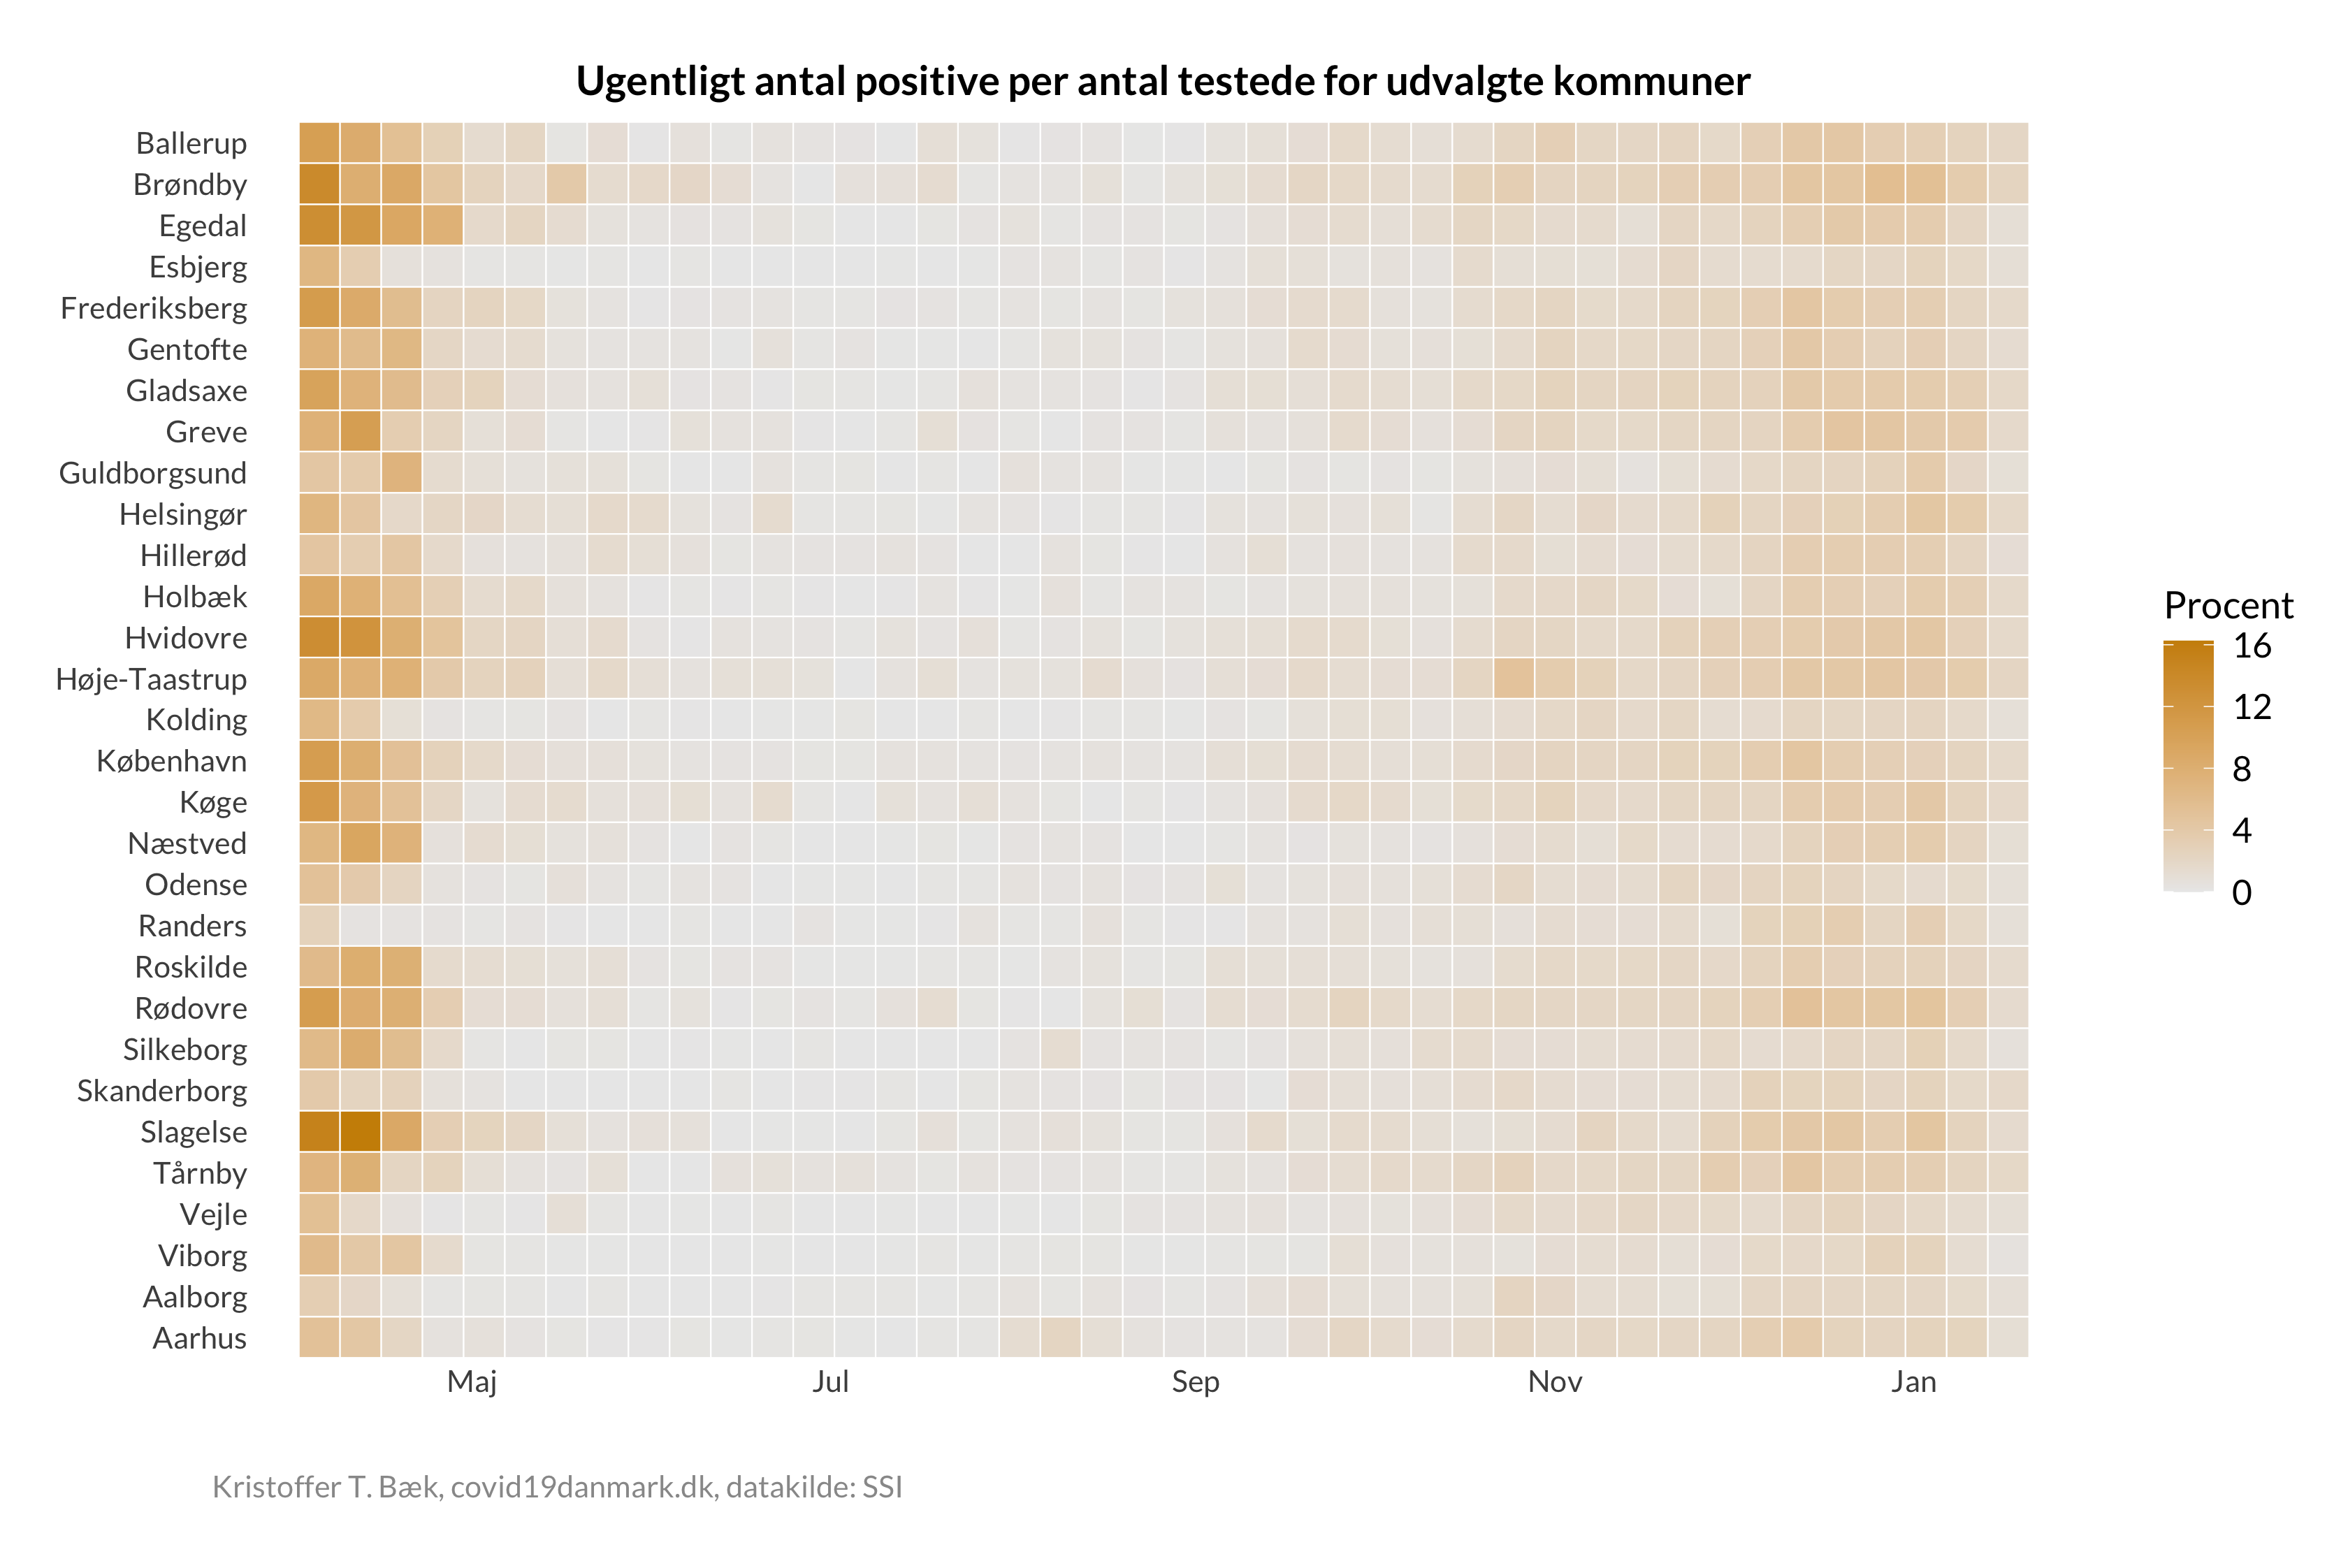 Ugentligt antal positive per antal testede for udvalgte kommuner
Ballerup
Brøndby
Egedal
Esbjerg
Frederiksberg
Gentofte
Gladsaxe
Greve
Guldborgsund
Helsingør
Hillerød
Holbæk
Hvidovre
Høje-Taastrup
Kolding
København
Køge
Næstved
Odense
Randers
Roskilde
Rødovre
Silkeborg
Skanderborg
Slagelse
Tårnby
Vejle
Viborg
Aalborg
Aarhus
Maj Jul Sep Nov Jan
Procent
16
12
8
4
0
Kristoffer T. Bæk, covid19danmark.dk, datakilde: SSI